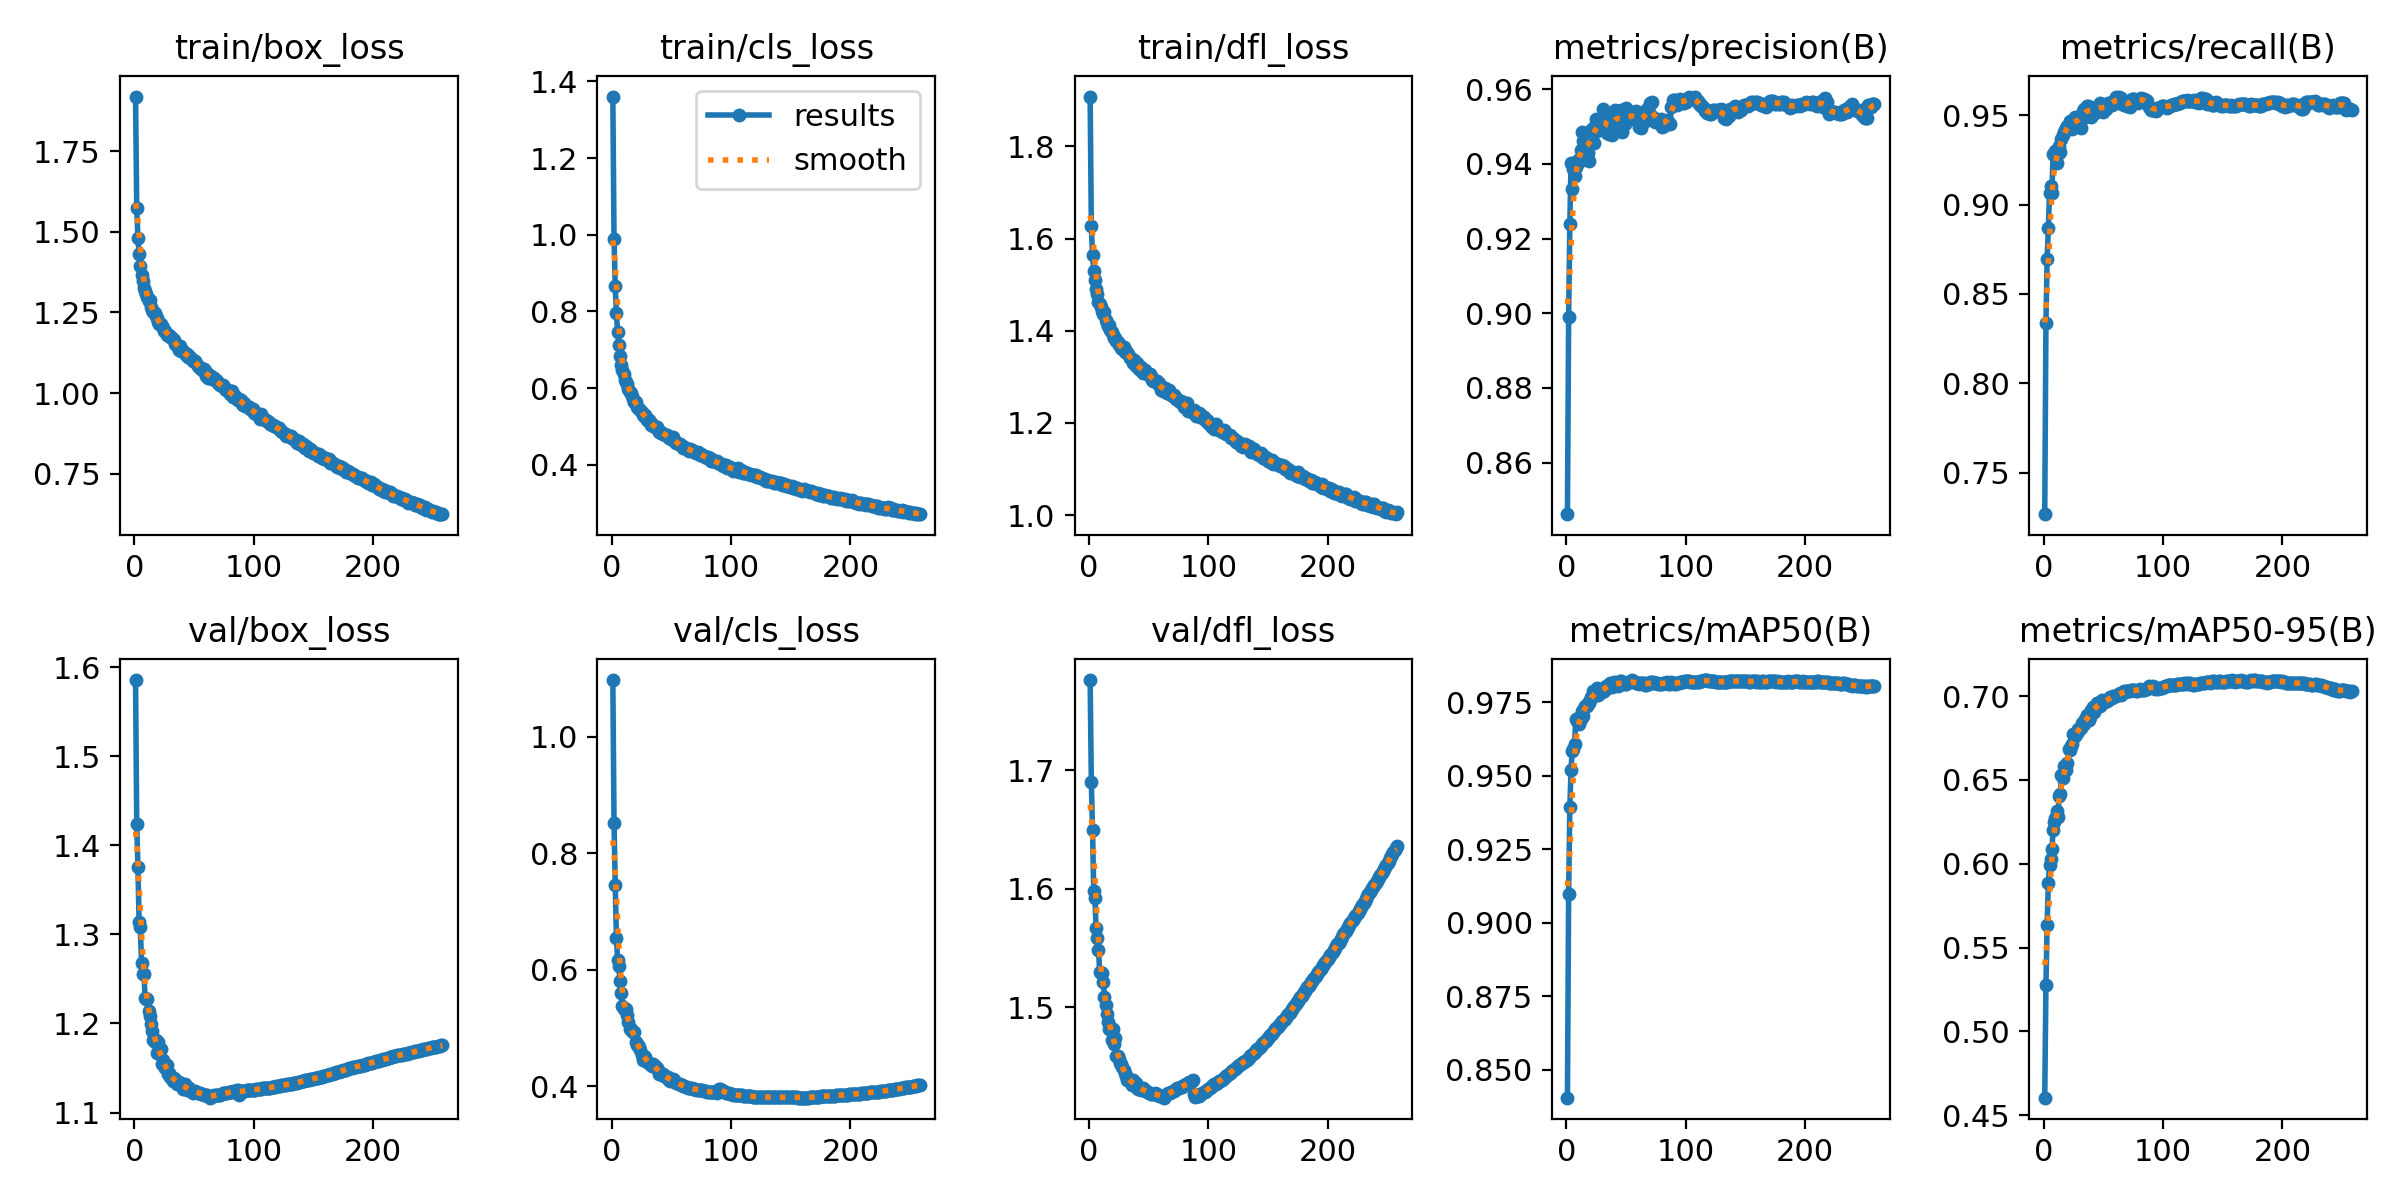 train/box_loss
1.75
1.50
1.25
1.00
0.75
0 100 200
train/cls_loss
1.4
1.2
1.0
0.8
0.6
0.4
results
smooth
0 100 200
train/dfl_loss
1.8
1.6
1.4
1.2
1.0
0 100 200
metrics/precision(B)
0.96
0.94
0.92
0.90
0.88
0.86
0 100 200
metrics/recall(B)
0.95
0.90
0.85
0.80
0.75
0 100 200
val/box_loss
1.6
1.5
1.4
1.3
1.2
1.1
0 100 200
val/cls_loss
1.0
0.8
0.6
0.4
0 100 200
val/dfl_loss
1.7
1.6
1.5
0 100 200
metrics/mAP50(B)
0.975
0.950
0.925
0.900
0.875
0.850
0 100 200
metrics/mAP50-95(B)
0.70
0.65
0.60
0.55
0.50
0.45
0 100 200